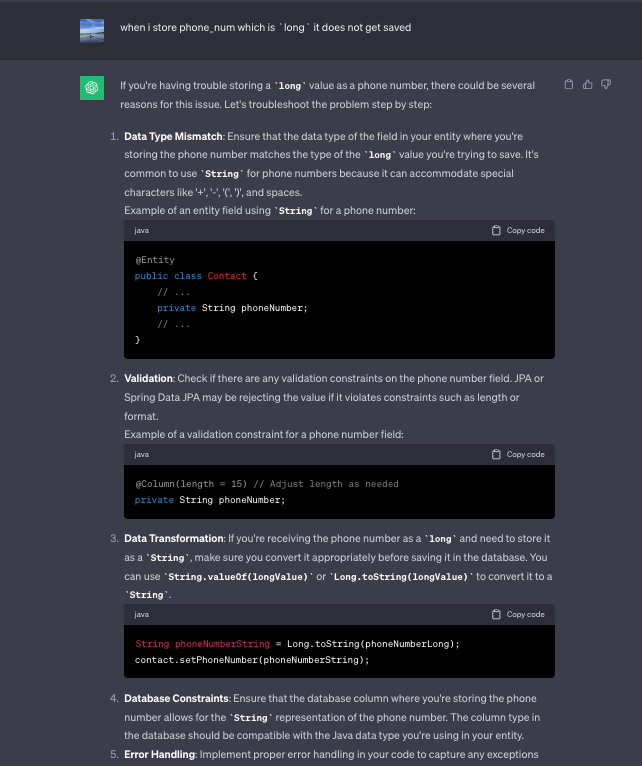 when i store phone_num which is `long` it does not get saved
If you're having trouble storing a `long` value as a phone number, there could be several
reasons for this issue. Let's troubleshoot the problem step by step:
1. Data Type Mismatch: Ensure that the data type of the field in your entity where you're
storing the phone number matches the type of the `long` value you're trying to save. It's
common to use `String` for phone numbers because it can accommodate special
characters like '+', '-', '(', ')', and spaces.
Example of an entity field using `String` for a phone number:
java Copy code
@Entity
public class Contact {
// ...
private String phoneNumber;
// ...
}
2. Validation: Check if there are any validation constraints on the phone number field. JPA or
Spring Data JPA may be rejecting the value if it violates constraints such as length or
format.
Example of a validation constraint for a phone number field:
java Copy code
@Column(length = 15) // Adjust length as needed
private String phoneNumber;
3. Data Transformation: If you're receiving the phone number as a `long` and need to store it
as a `String`, make sure you convert it appropriately before saving it in the database. You
can use `String.valueOf(longValue)` or `Long.toString(longValue)` to convert it to a
`String`.
java Copy code
String phoneNumberString = Long.toString(phoneNumberLong);
contact.setPhoneNumber(phoneNumberString);
4. Database Constraints: Ensure that the database column where you're storing the phone
number allows for the `String` representation of the phone number. The column type in
the database should be compatible with the Java data type you're using in your entity.
5. Error Handling: Implement proper error handling in your code to capture any exceptions